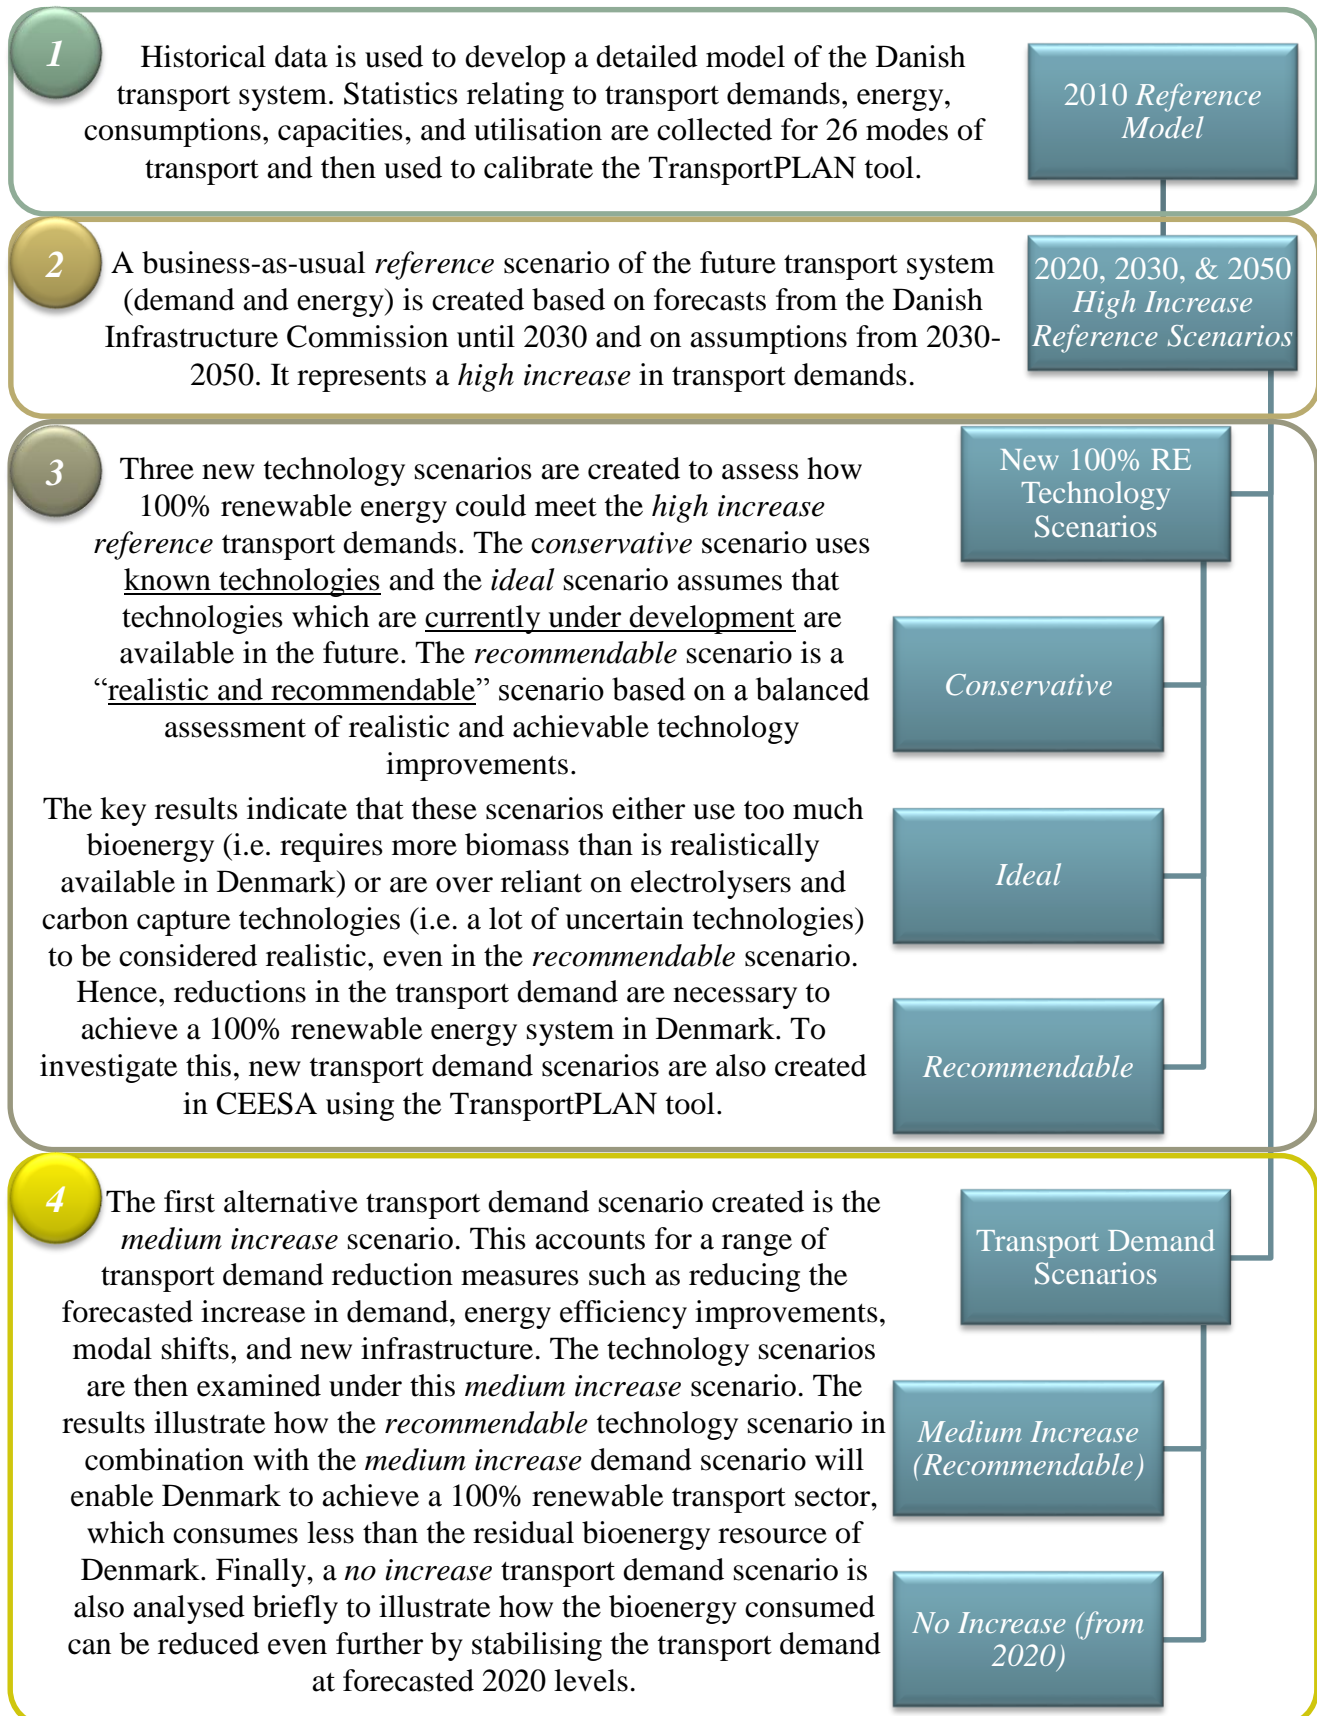 1
Historical data is used to develop a detailed model of the Danish
transport system. Statistics relating to transport demands, energy,
consumptions, capacities, and utilisation are collected for 26 modes of
transport and then used to calibrate the TransportPLAN tool.
2010 Reference
Model
2
A business-as-usual reference scenario of the future transport system
(demand and energy) is created based on forecasts from the Danish
Infrastructure Commission until 2030 and on assumptions from 2030-
2050. It represents a high increase in transport demands.
2020, 2030, & 2050
High Increase
Reference Scenarios
3
Three new technology scenarios are created to assess how
100% renewable energy could meet the high increase
reference transport demands. The conservative scenario uses
known technologies and the ideal scenario assumes that
technologies which are currently under development are
available in the future. The recommendable scenario is a
“realistic and recommendable” scenario based on a balanced
assessment of realistic and achievable technology
improvements.
The key results indicate that these scenarios either use too much
bioenergy (i.e. requires more biomass than is realistically
available in Denmark) or are over reliant on electrolysers and
carbon capture technologies (i.e. a lot of uncertain technologies)
to be considered realistic, even in the recommendable scenario.
Hence, reductions in the transport demand are necessary to
achieve a 100% renewable energy system in Denmark. To
investigate this, new transport demand scenarios are also created
in CEESA using the TransportPLAN tool.
New 100% RE
Technology
Scenarios
Conservative
Ideal
Recommendable
4
The first alternative transport demand scenario created is the
medium increase scenario. This accounts for a range of
transport demand reduction measures such as reducing the
forecasted increase in demand, energy efficiency improvements,
modal shifts, and new infrastructure. The technology scenarios
are then examined under this medium increase scenario. The
results illustrate how the recommendable technology scenario in
combination with the medium increase demand scenario will
enable Denmark to achieve a 100% renewable transport sector,
which consumes less than the residual bioenergy resource of
Denmark. Finally, a no increase transport demand scenario is
also analysed briefly to illustrate how the bioenergy consumed
can be reduced even further by stabilising the transport demand
at forecasted 2020 levels.
Transport Demand
Scenarios
Medium Increase
(Recommendable)
No Increase (from
2020)